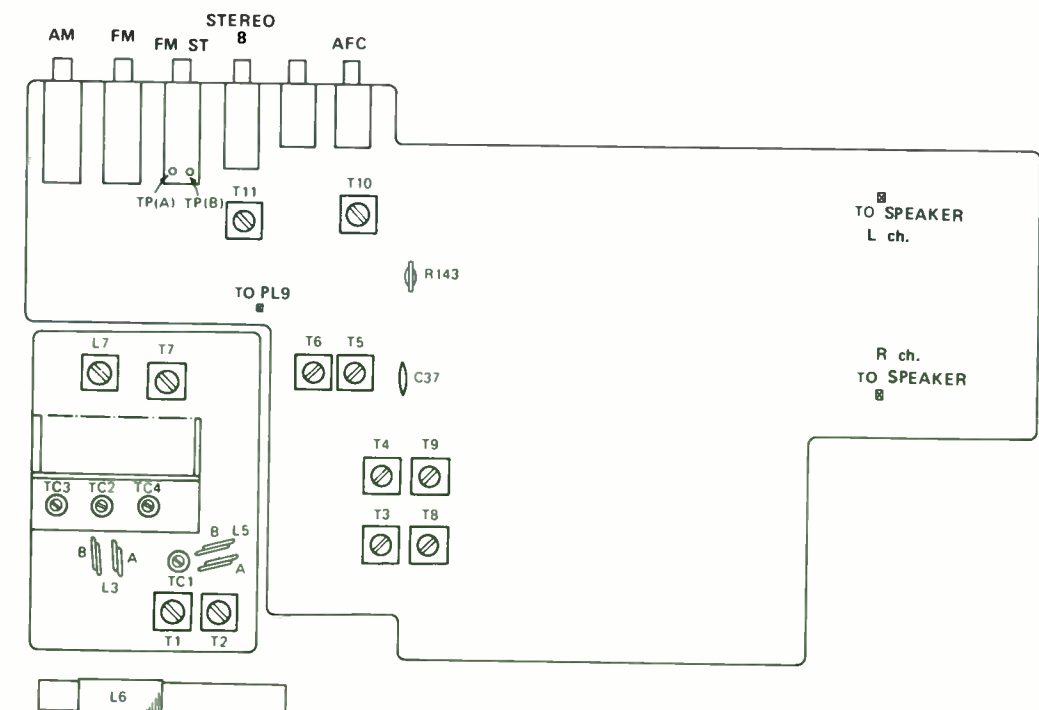 STEREO
AM FM FM ST 8 AFC
TP(A) TP(B) T11 T10
TO SPEAKER
L ch.
R143
TO PL9
L7 T7 T6 T5
C37
R ch.
TO SPEAKER
T4 T9
TC3 TC2 TC4
T3 T8
B A L3
B L5 A
TC1
T1 T2
L6